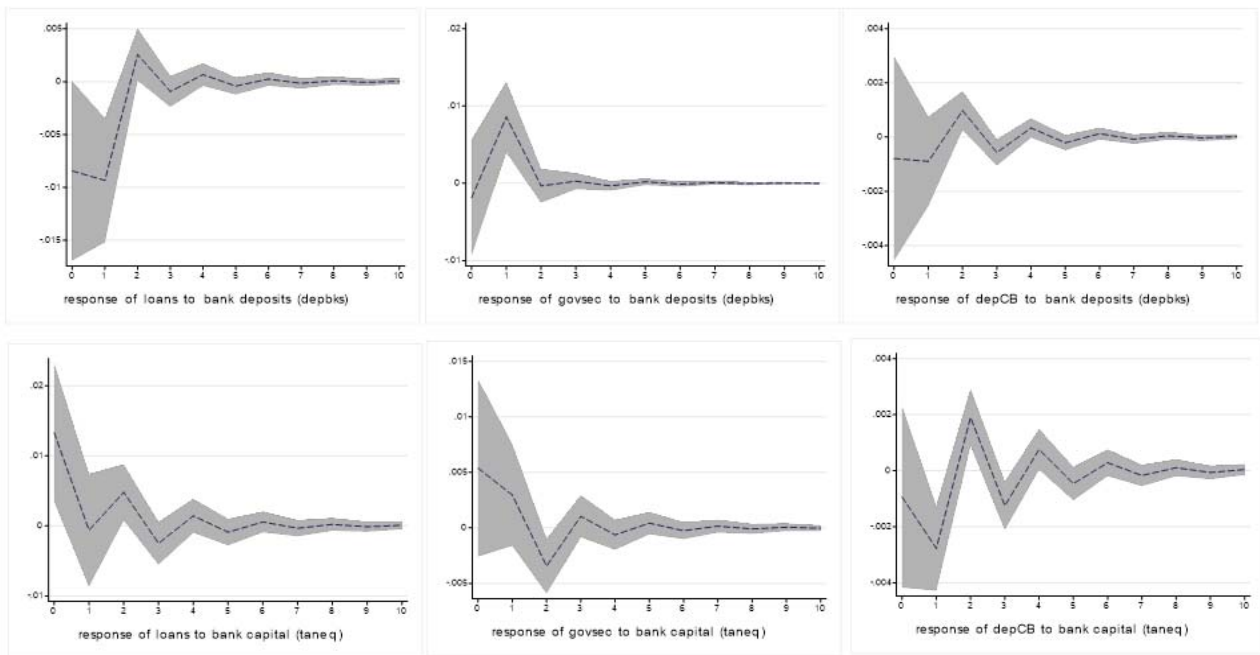 .005
0
-.005
-.01
-.015
0 1 2 3 4 5 6 7 8 9 10
response of loans to bank deposits (depbks)
.02
.01
0
-.01
0 1 2 3 4 5 6 7 8 9 10
response of govsec to bank deposits (depbks)
.004
.002
0
-.002
-.004
0 1 2 3 4 5 6 7 8 9 10
response of depCB to bank deposits (depbks)
.02
.01
0
-.01
0 1 2 3 4 5 6 7 8 9 10
response of loans to bank capital (taneq)
.015
.01
.005
0
-.005
0 1 2 3 4 5 6 7 8 9 10
response of govsec to bank capital (taneq)
.004
.002
0
-.002
-.004
0 1 2 3 4 5 6 7 8 9 10
response of depCB to bank capital (taneq)